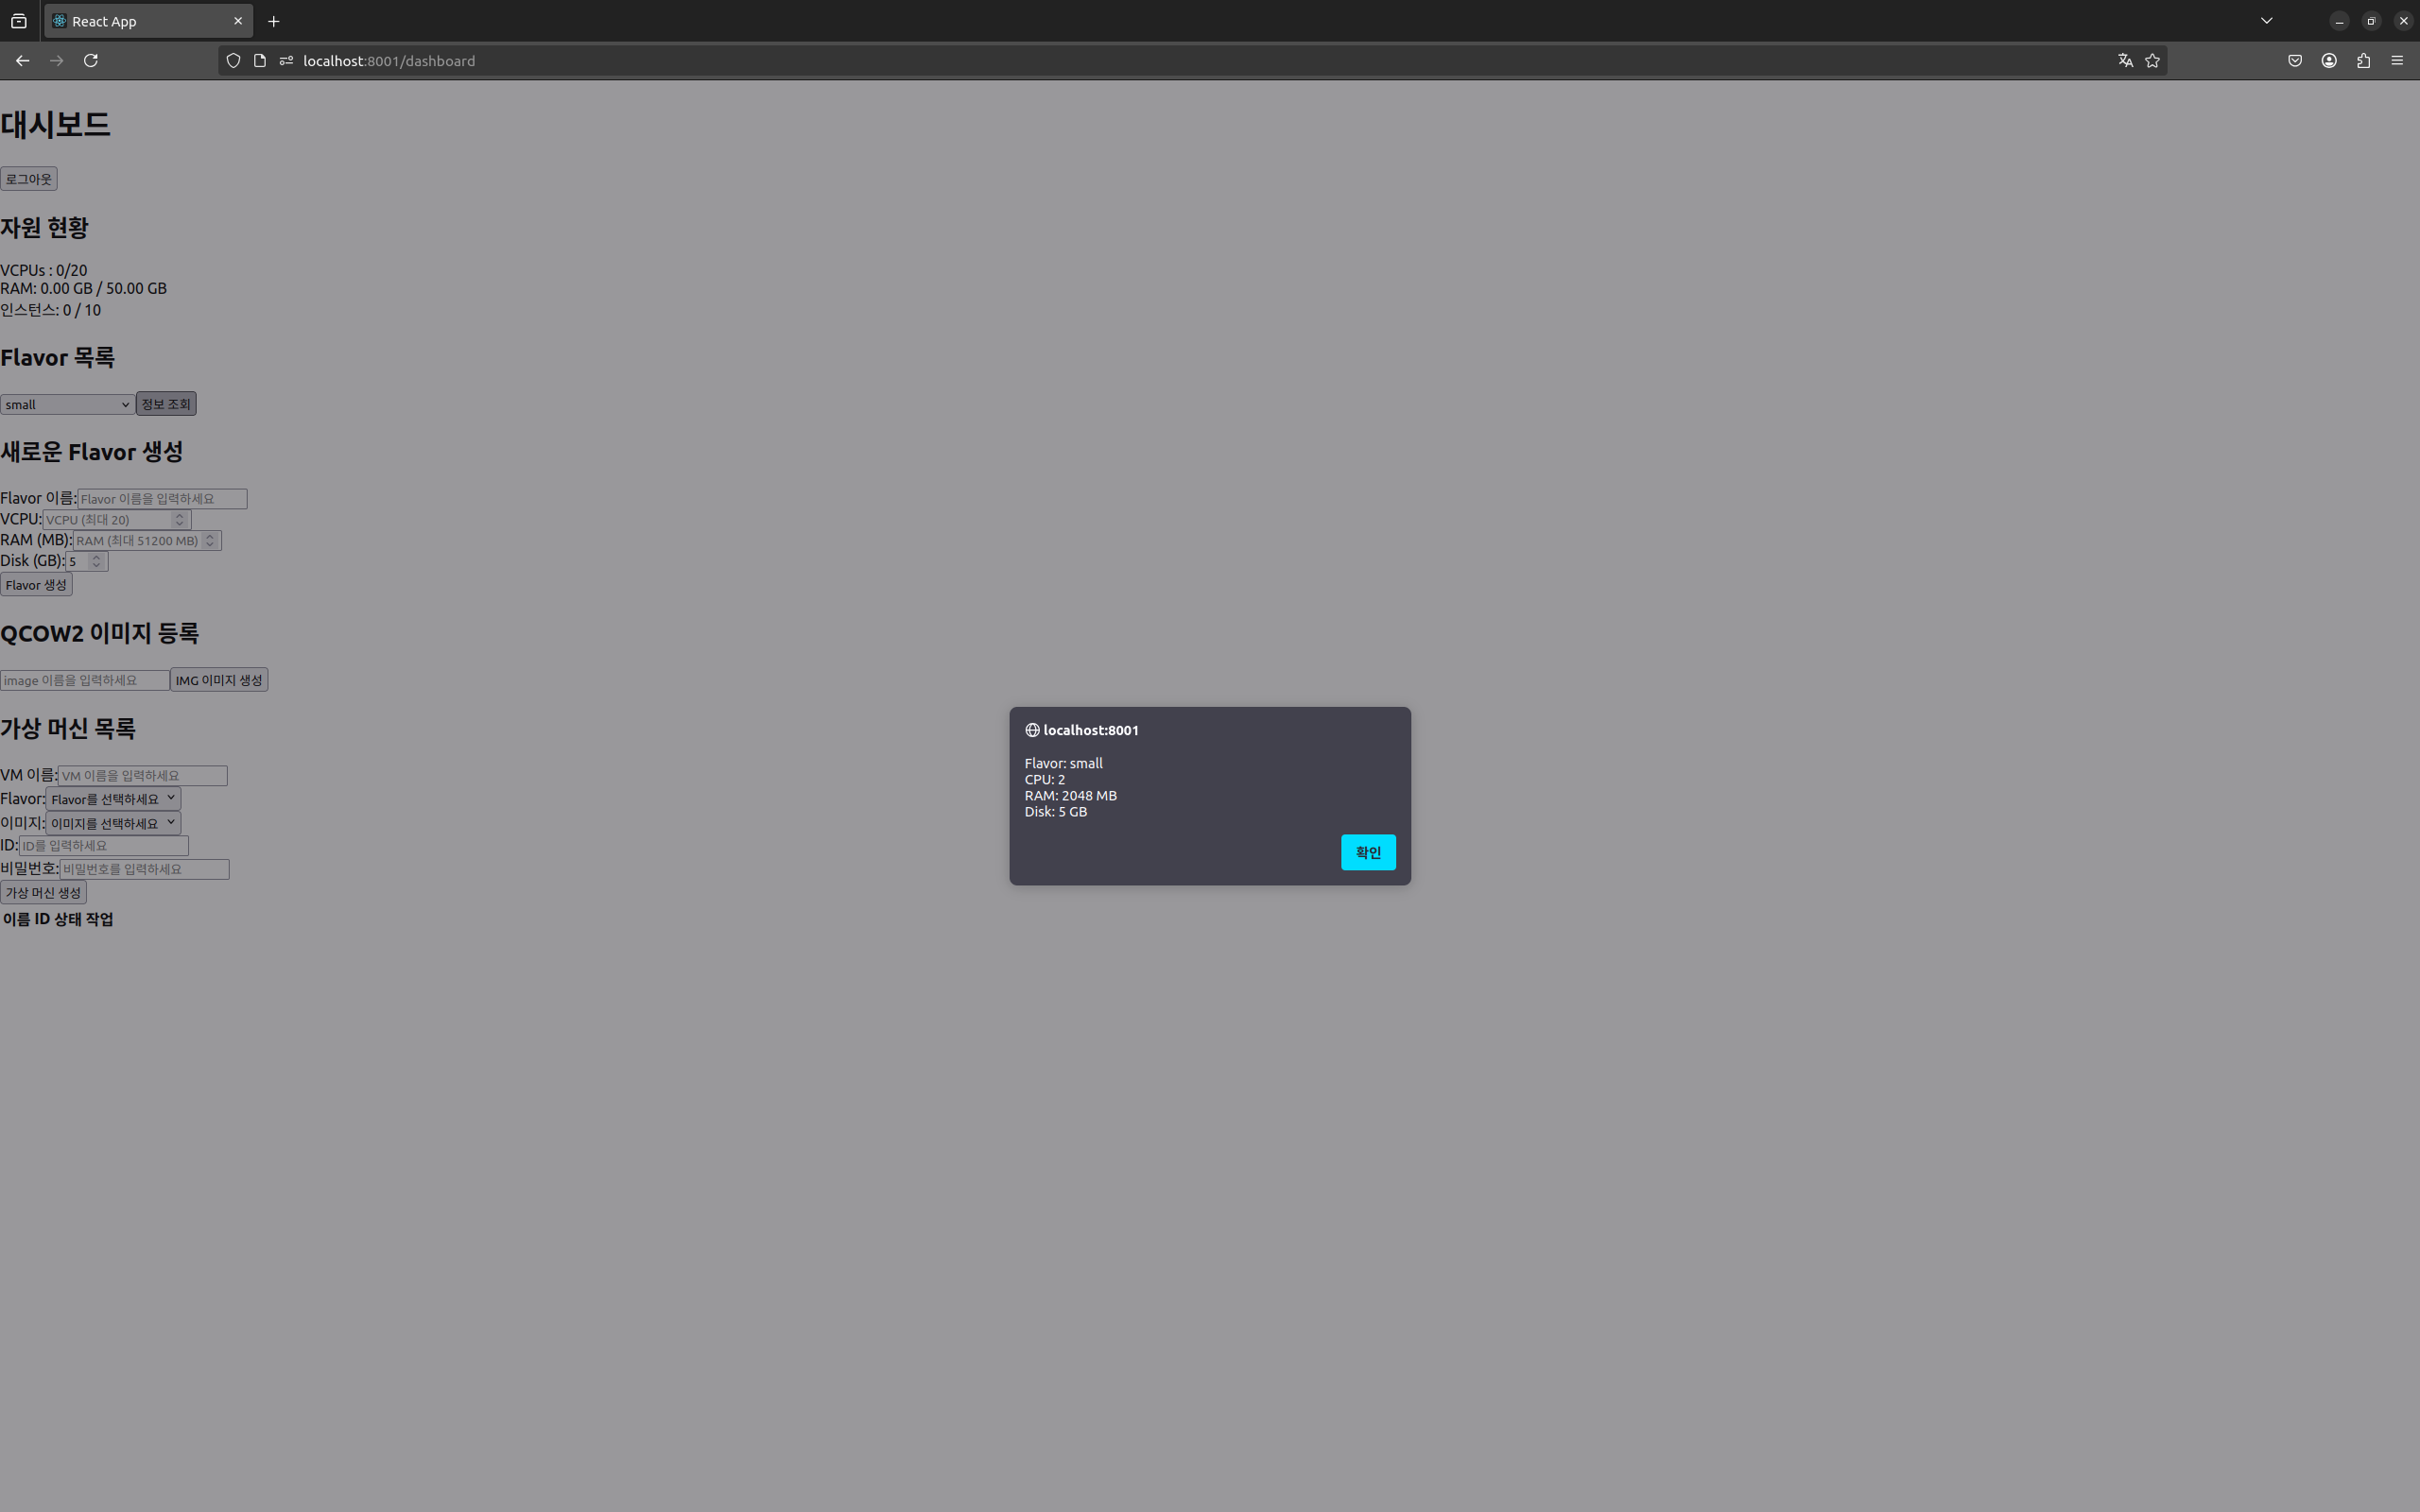 React App
localhost:8001/dashboard
대시보드
로그아웃
자원 현황
VCPUs : 0/20
RAM: 0.00 GB / 50.00 GB
인스턴스: 0 / 10
Flavor 목록
small 정보 조회
새로운 Flavor 생성
Flavor 이름: Flavor 이름을 입력하세요
VCPU: VCPU (최대 20)
RAM (MB): RAM (최대 51200 MB)
Disk (GB): 5
Flavor 생성
QCOW2 이미지 등록
image 이름을 입력하세요 IMG 이미지 생성
가상 머신 목록
VM 이름: VM 이름을 입력하세요
Flavor: Flavor를 선택하세요
이미지: 이미지를 선택하세요
ID: ID를 입력하세요
비밀번호: 비밀번호를 입력하세요
가상 머신 생성
이름 ID 상태 작업
localhost:8001
Flavor: small
CPU: 2
RAM: 2048 MB
Disk: 5 GB
확인